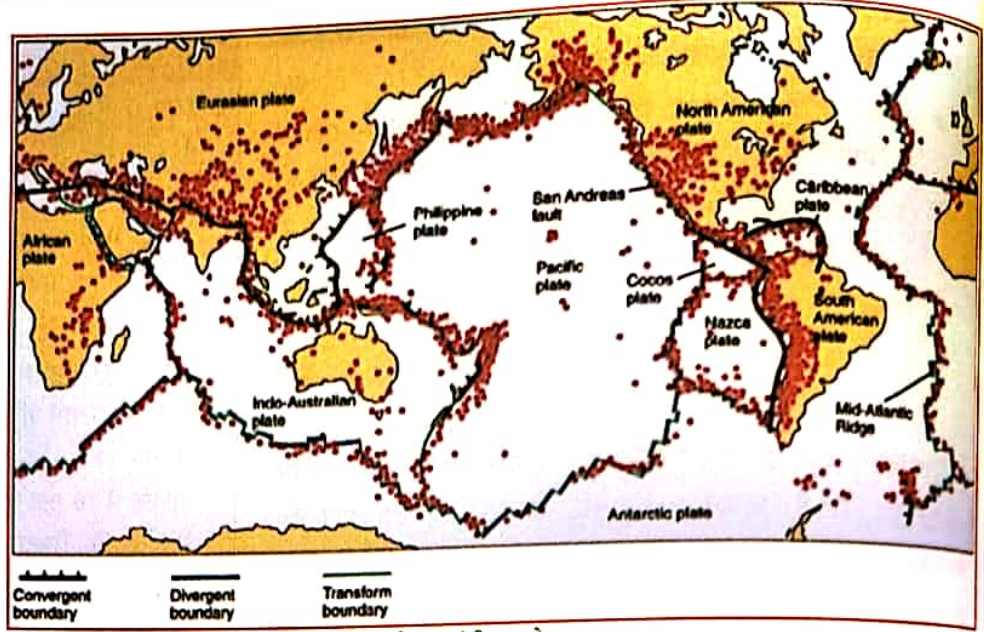 Eurasian plate
North American
plate
San Andreas
fault
Caribbean
plate
Philippine
plate
African
plate
Pacific
plate
Cocos
plate
Nazca
plate
South
American
plate
Indo-Australian
plate
Mid-Atlantic
Ridge
Antarctic plate
Convergent
boundary
Divergent
boundary
Transform
boundary